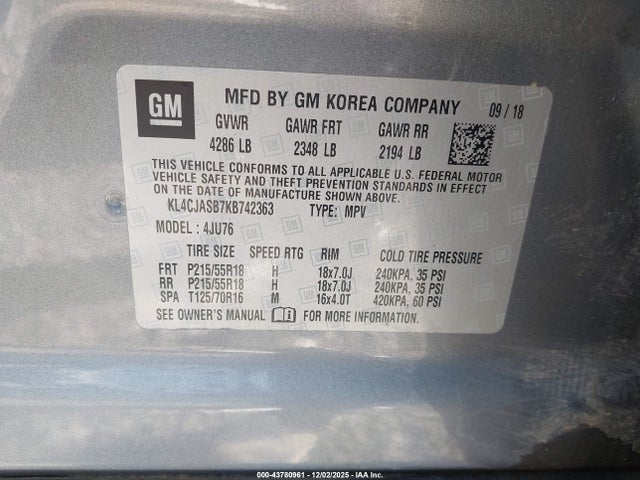 GM MFD BY GM KOREA COMPANY 09 / 18
GVWR GAWR FRT GAWR RR
4286 LB 2348 LB 2194 LB
THIS VEHICLE CONFORMS TO ALL APPLICABLE U.S. FEDERAL MOTOR
VEHICLE SAFETY AND THEFT PREVENTION STANDARDS IN EFFECT
ON THE DATE OF MANUFACTURE SHOWN ABOVE.
KL4CJASB7KB742363 TYPE: MPV
MODEL : 4JU76
TIRE SIZE SPEED RTG RIM COLD TIRE PRESSURE
FRT P215/55R18 H 18x7.0J 240KPA, 35 PSI
RR P215/55R18 H 18x7.0J 240KPA, 35 PSI
SPA T125/70R16 M 16x4.0T 420KPA, 60 PSI
SEE OWNER'S MANUAL FOR MORE INFORMATION.
000-43780961 - 12/02/2025 - IAA Inc.